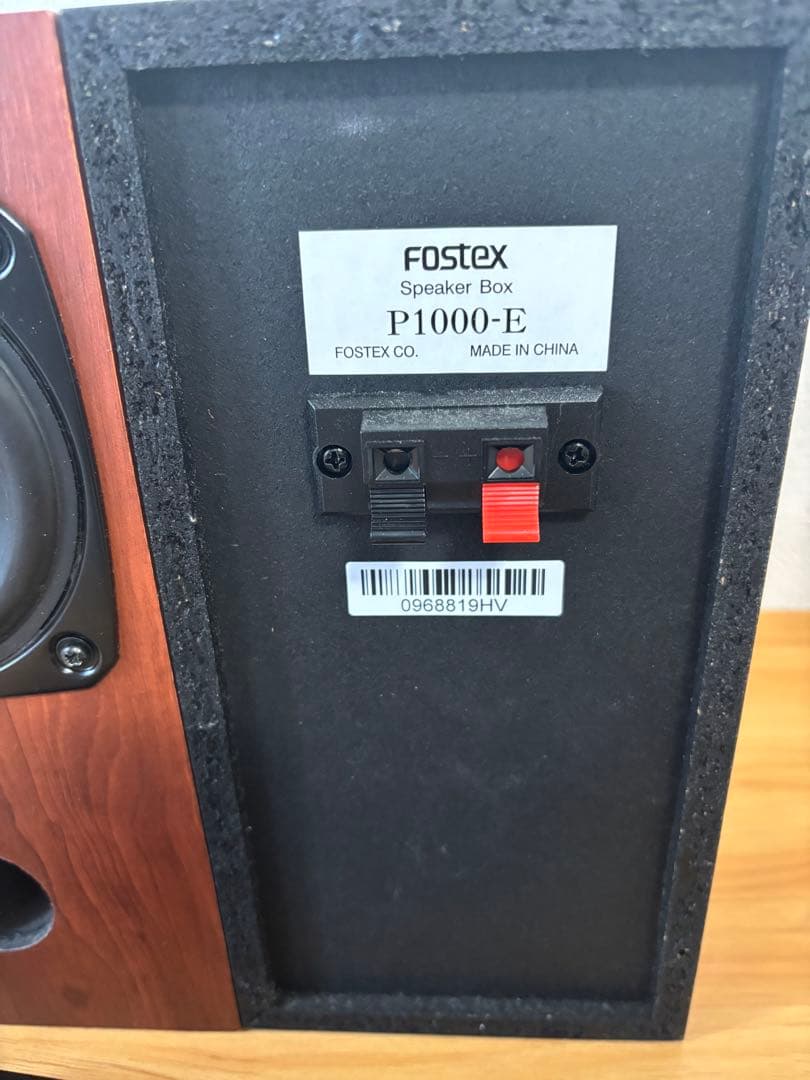 FOSTEX
Speaker Box
P1000-E
FOSTEX CO. MADE IN CHINA
- +
0968819HV